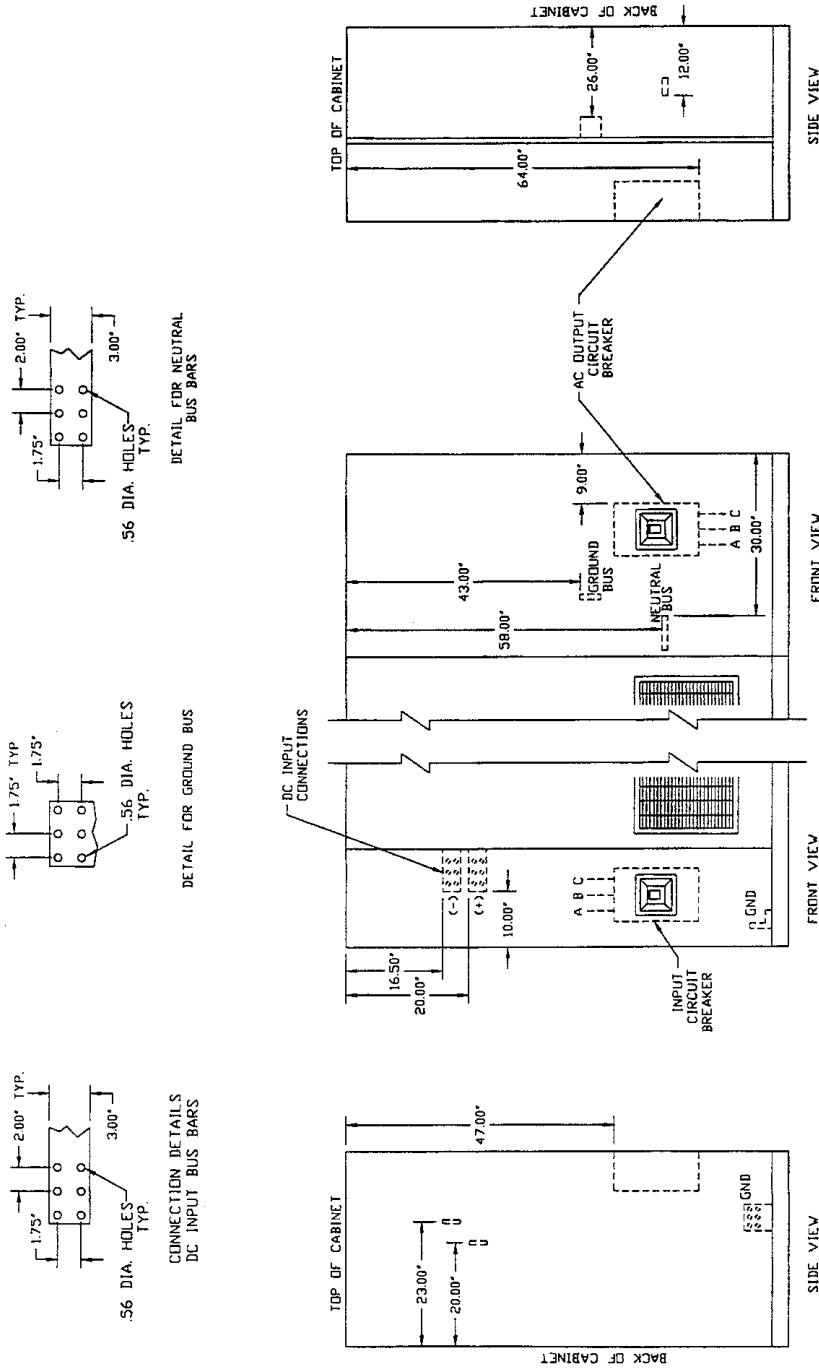 2.00" TYP.
1.75"
3.00"
.56 DIA. HOLES
TYP.
CONNECTION DETAILS
DC INPUT BUS BARS
1.75" TYP
1.75"
.56 DIA. HOLES
TYP.
DETAIL FOR GROUND BUS
2.00" TYP.
1.75"
3.00"
.56 DIA. HOLES
TYP.
DETAIL FOR NEUTRAL
BUS BARS
TOP OF CABINET
47.00"
23.00"
20.00"
GND
BACK OF CABINET
SIDE VIEW
DC INPUT
CONNECTIONS
16.50"
20.00"
(-)
(+)
10.00"
A B C
INPUT
CIRCUIT
BREAKER
GND
FRONT VIEW
43.00"
58.00"
9.00"
GROUND
BUS
NEUTRAL
BUS
A B C
30.00"
FRONT VIEW
AC OUTPUT
CIRCUIT
BREAKER
TOP OF CABINET
64.00"
26.00"
12.00"
BACK OF CABINET
SIDE VIEW